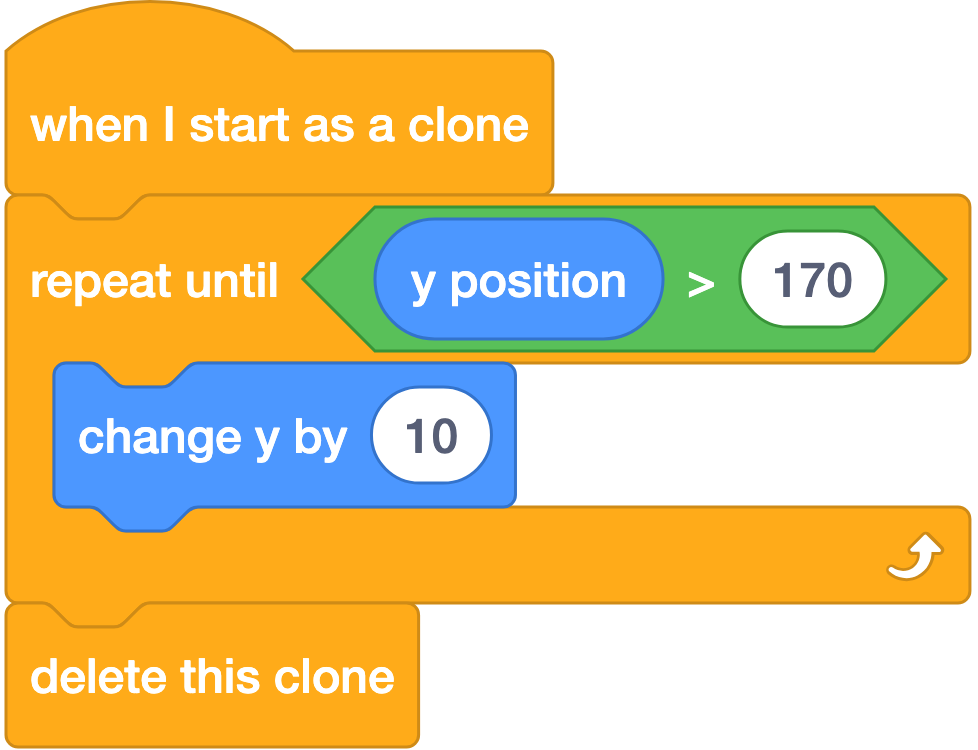 when I start as a clone
repeat until y position > 170
change y by 10
delete this clone